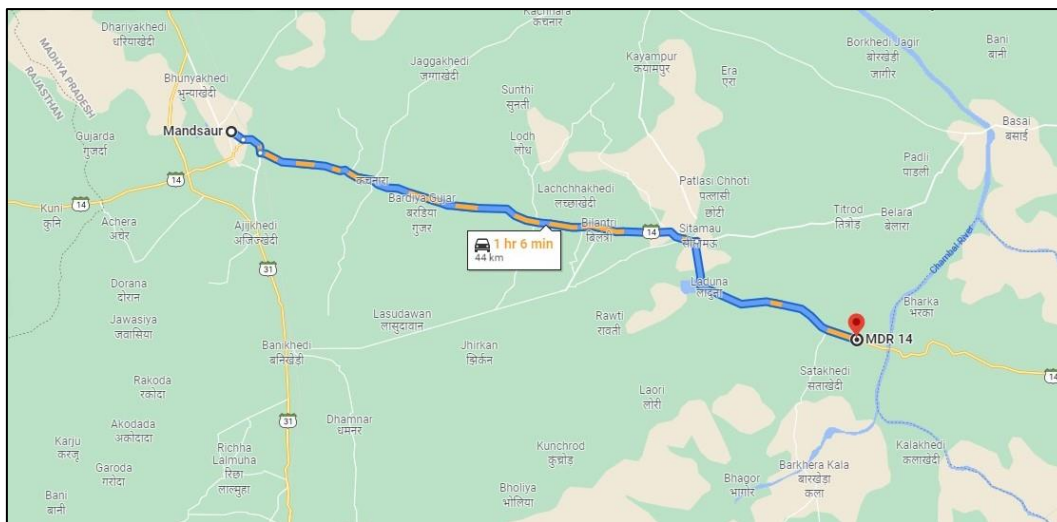 Kachnara
कचनार
Dhariyakhedi
धरियाखेदी
Borkhedi Jagir
बोरखेड़ी
जागीर
Bani
बानी
MADHYA PRADESH
RAJASTHAN
Jaggakhedi
जग्गाखेदी
Kayampur
कयामपुर
Era
एरा
Bhunyakhedi
भुन्याखेदी
Sunthi
सुनती
Basai
बसाई
Mandsaur
Gujarda
गुजर्दा
Lodh
लोध
Padli
पाडली
14
कचनारा
Patlasi Chhoti
पत्लासी
छोटी
Lachchhakhedi
लच्छाखेदी
Bardiya Gujar
बरडिया
गुजर
14
Kuni
कुनि
Achera
अचेर
Titrod
तित्रोड़
Belara
बेलारा
Ajijkhedi
अजिज्खेदी
Bilantri
बिलंत्री
14
Sitamau
सीतामऊ
1 hr 6 min
44 km
Chambal River
31
Dorana
दोरान
Laduna
लादुना
Bharka
भरका
Jawasiya
जवासिया
Lasudawan
लासुदावान
Rawti
रावती
MDR 14
Banikhedi
बनिखेड़ी
Jhirkan
झिर्कन
Satakhedi
सताखेदी
14
Rakoda
रकोदा
Laori
लोरी
Akodada
अकोदादा
31
Dhamnar
धमनर
Karju
करजू
Richha
Lalmuha
रिछा
लाल्मुहा
Kunchrod
कुन्चोड
Kalakhedi
कलाखेदी
Garoda
गरोदा
Barkhera Kala
बारखेडा
कला
Bhagor
भागोर
Bani
बानी
Bholiya
भोलिया